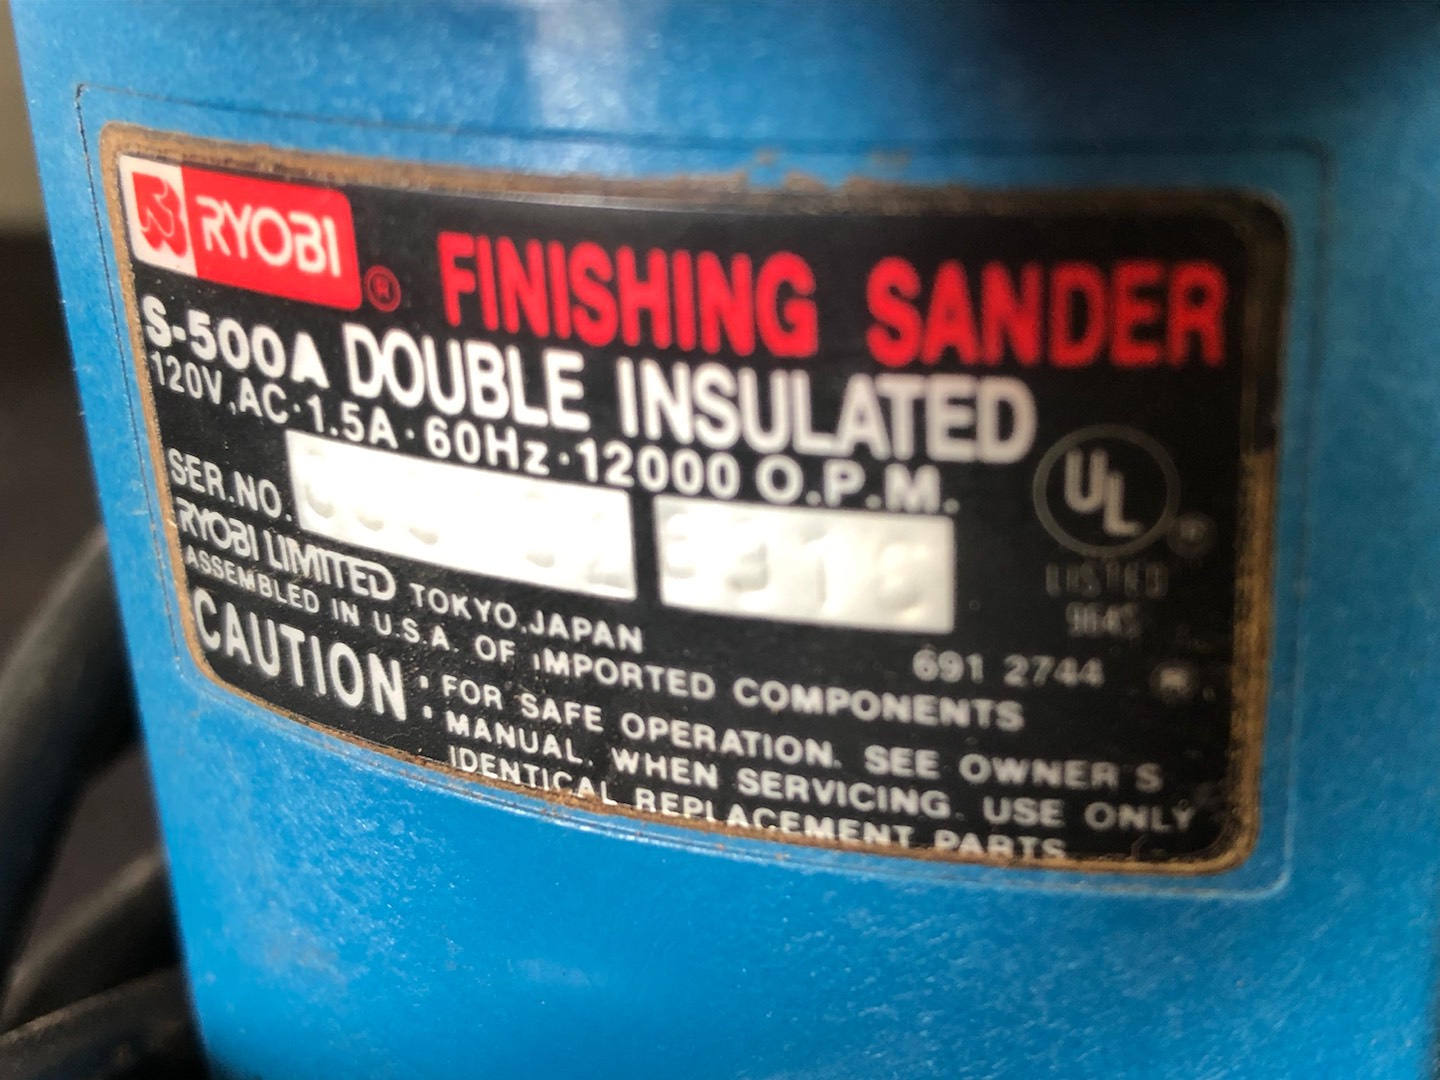 RYOBI ® FINISHING SANDER
S-500A DOUBLE INSULATED
120V.AC·1.5A·60Hz·12000 O.P.M.
SER.NO.
RYOBI LIMITED TOKYO,JAPAN
ASSEMBLED IN U.S.A. OF IMPORTED COMPONENTS
UL ®
LISTED
964S
691 2744
CAUTION: FOR SAFE OPERATION. SEE OWNER'S
MANUAL. WHEN SERVICING. USE ONLY
IDENTICAL REPLACEMENT PARTS